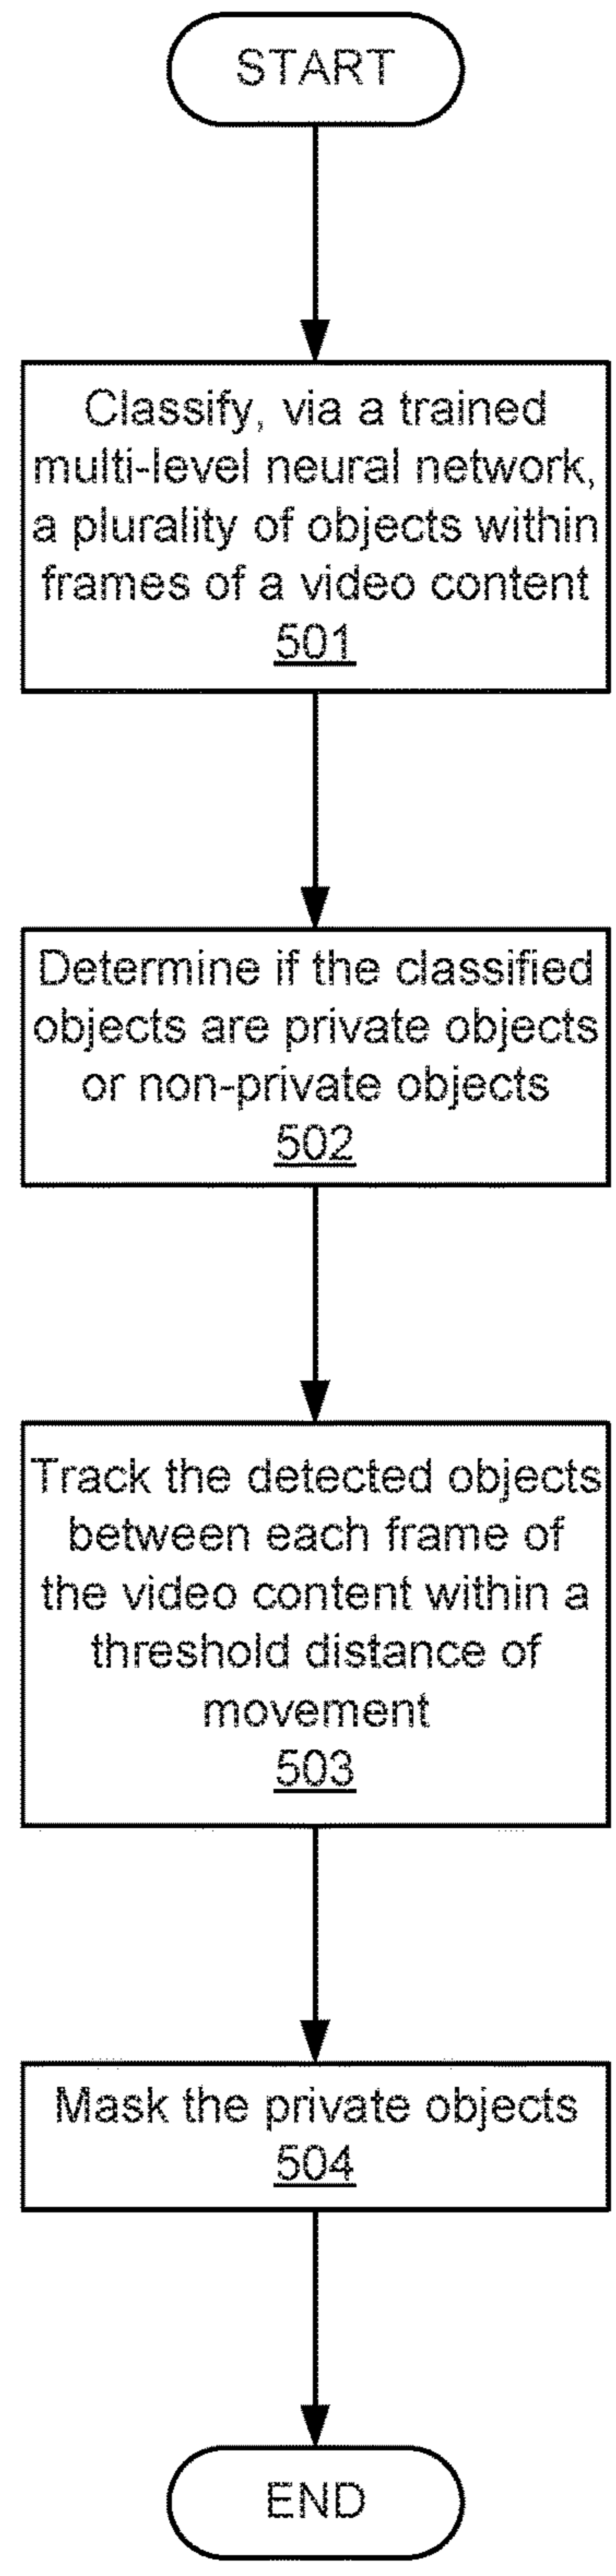 START
Classify, via a trained
multi-level neural network,
a plurality of objects within
frames of a video content
501
Determine if the classified
objects are private objects
or non-private objects
502
Track the detected objects
between each frame of
the video content within a
threshold distance of
movement
503
Mask the private objects
504
END